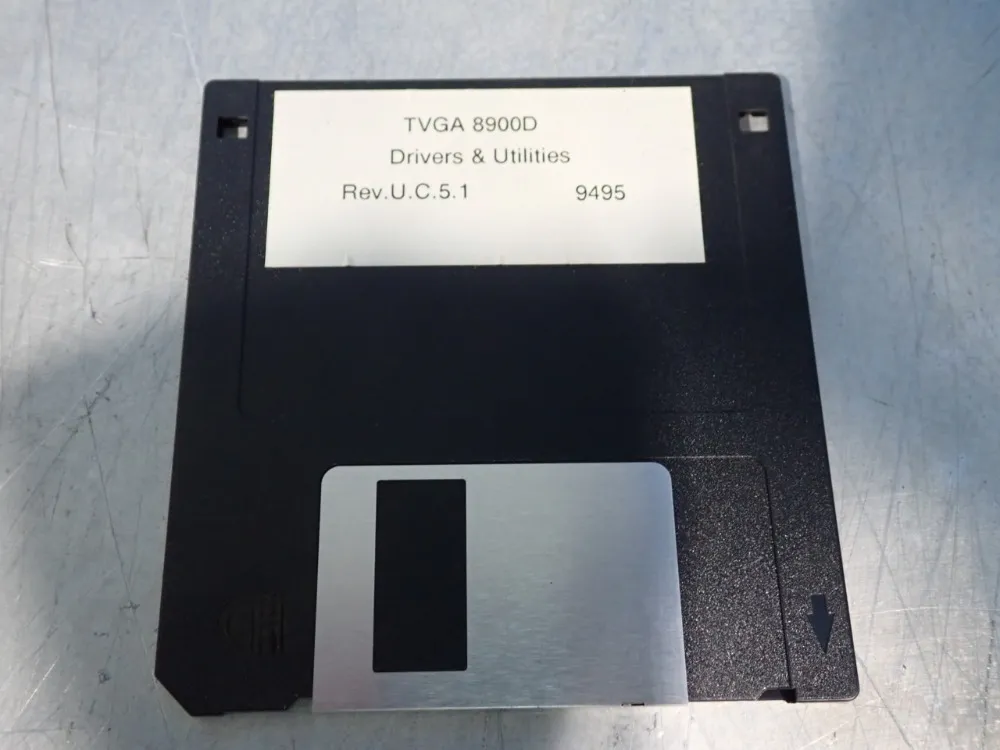 TVGA 8900D
Drivers & Utilities
Rev.U.C.5.1 9495